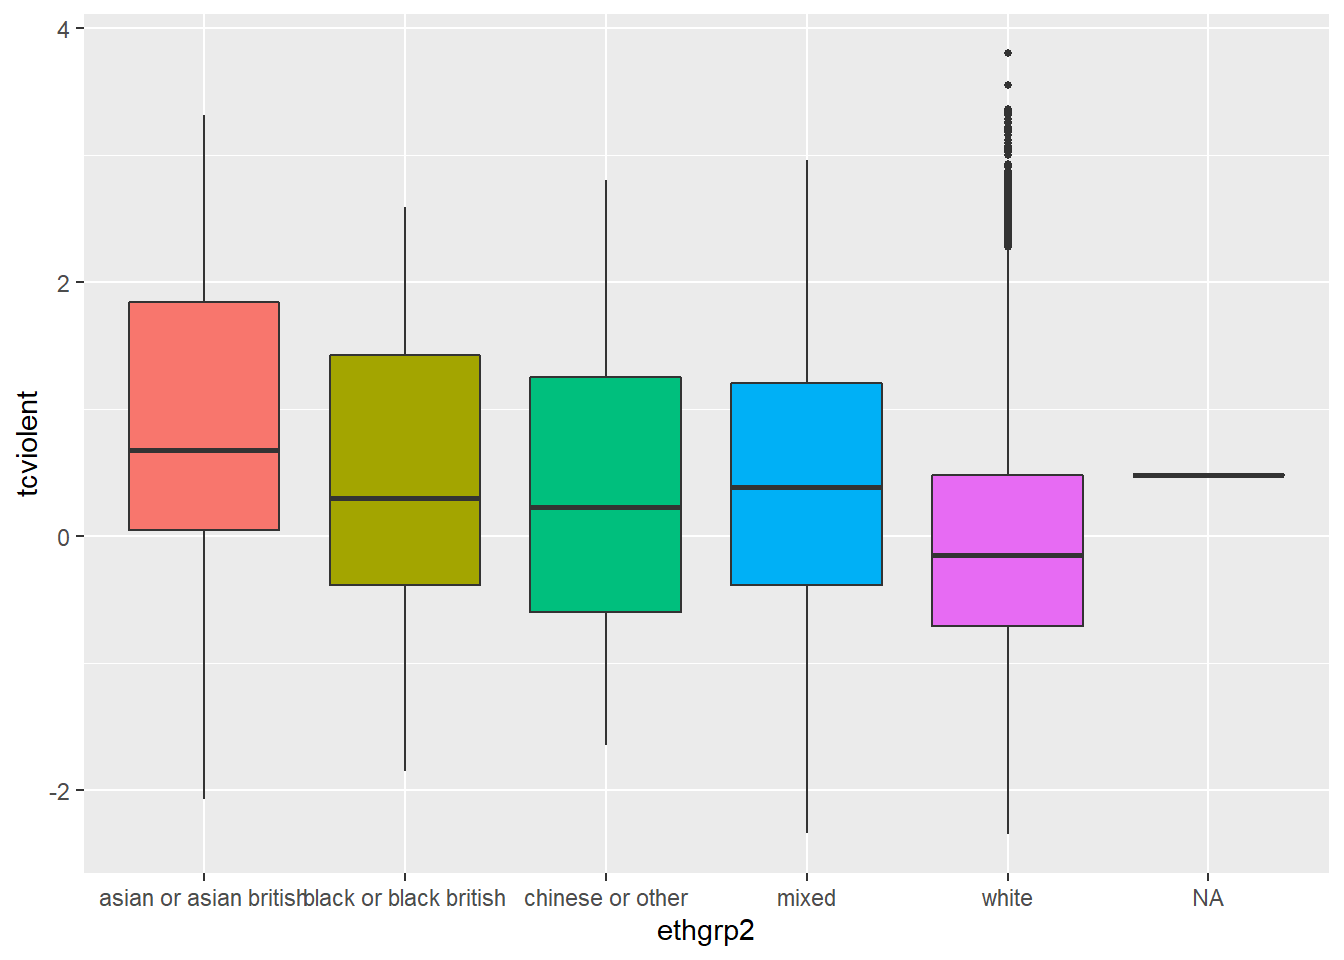 4
2
0
-2
tcviolent
asian or asian british
black or black british
chinese or other
mixed
white
NA
ethgrp2